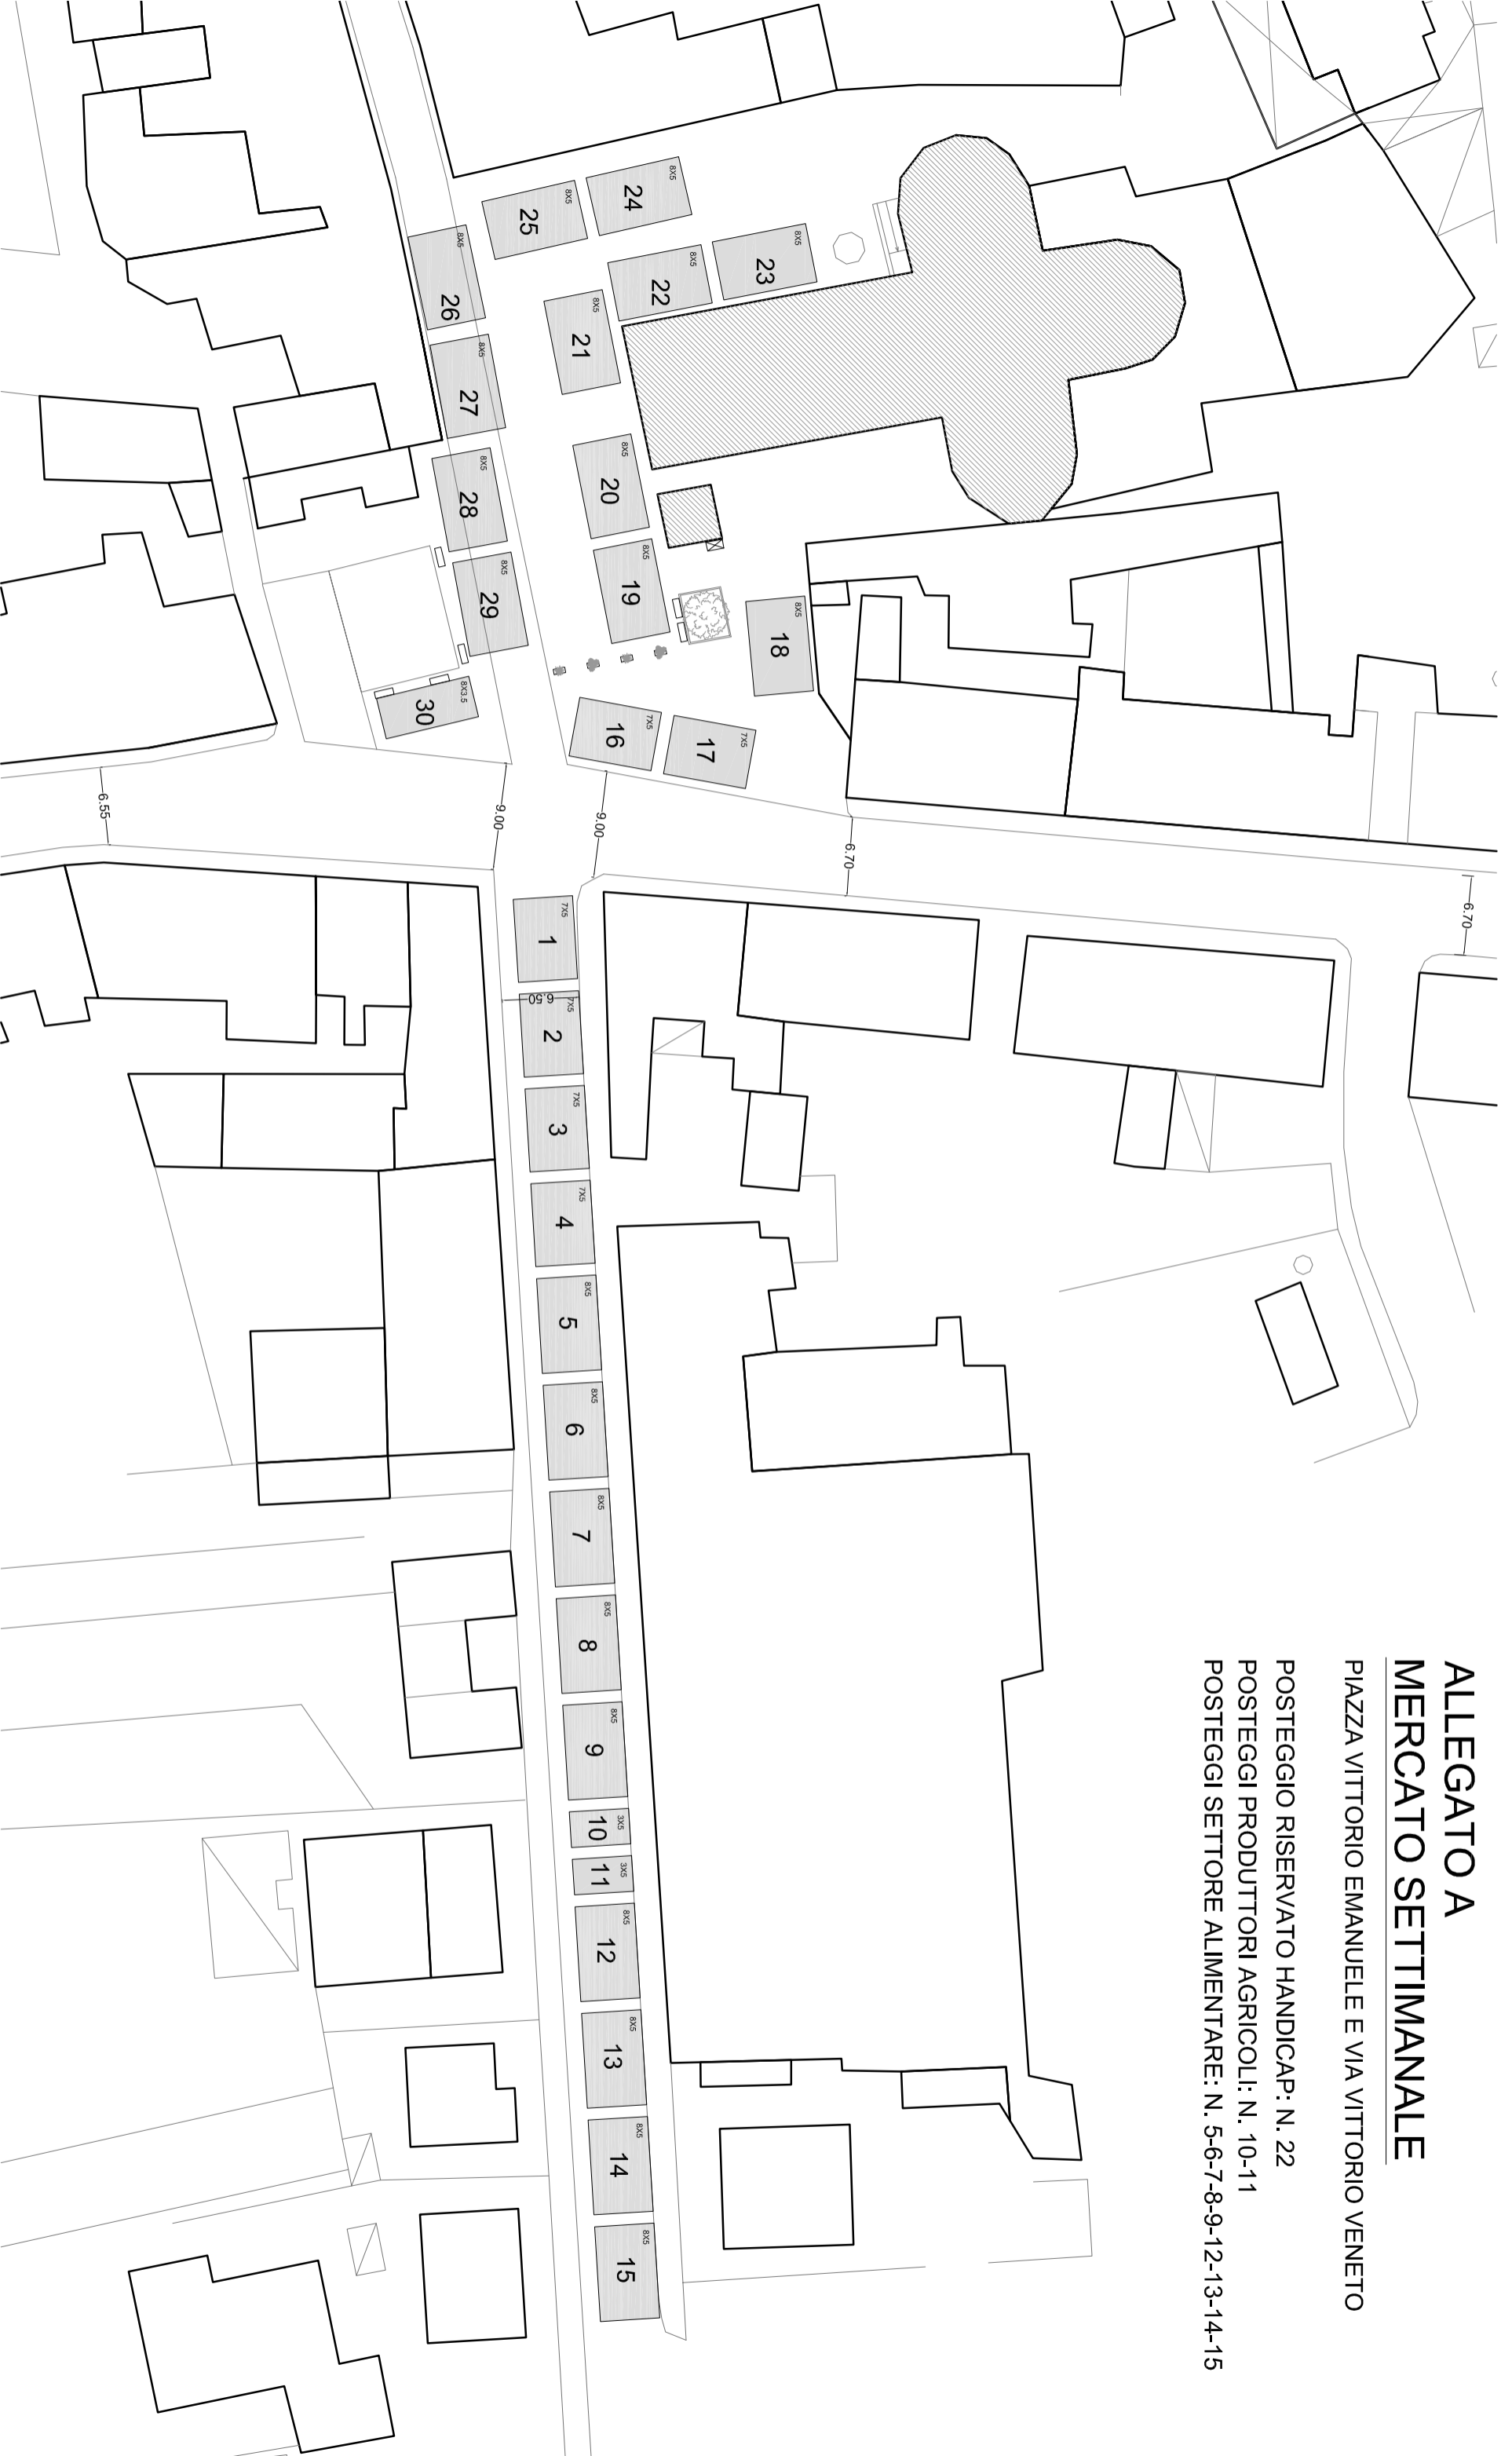 ALLEGATO A
MERCATO SETTIMANALE
PIAZZA VITTORIO EMANUELE E VIA VITTORIO VENETO
POSTEGGIO RISERVATO HANDICAP: N. 22
POSTEGGI PRODUTTORI AGRICOLI: N. 10-11
POSTEGGI SETTORE ALIMENTARE: N. 5-6-7-8-9-12-13-14-15
8X5
24
8X5
25
8X5
23
8X5
22
8X5
26
8X5
21
8X5
27
8X5
20
8X5
28
8X5
19
8X5
29
8X5
18
8X3.5
30
7X5
16
7X5
17
6.55
9.00
9.00
6.70
6.70
7X5
1
6.50
7X5
2
7X5
3
7X5
4
8X5
5
8X5
6
8X5
7
8X5
8
8X5
9
3X5
10
3X5
11
8X5
12
8X5
13
8X5
14
8X5
15